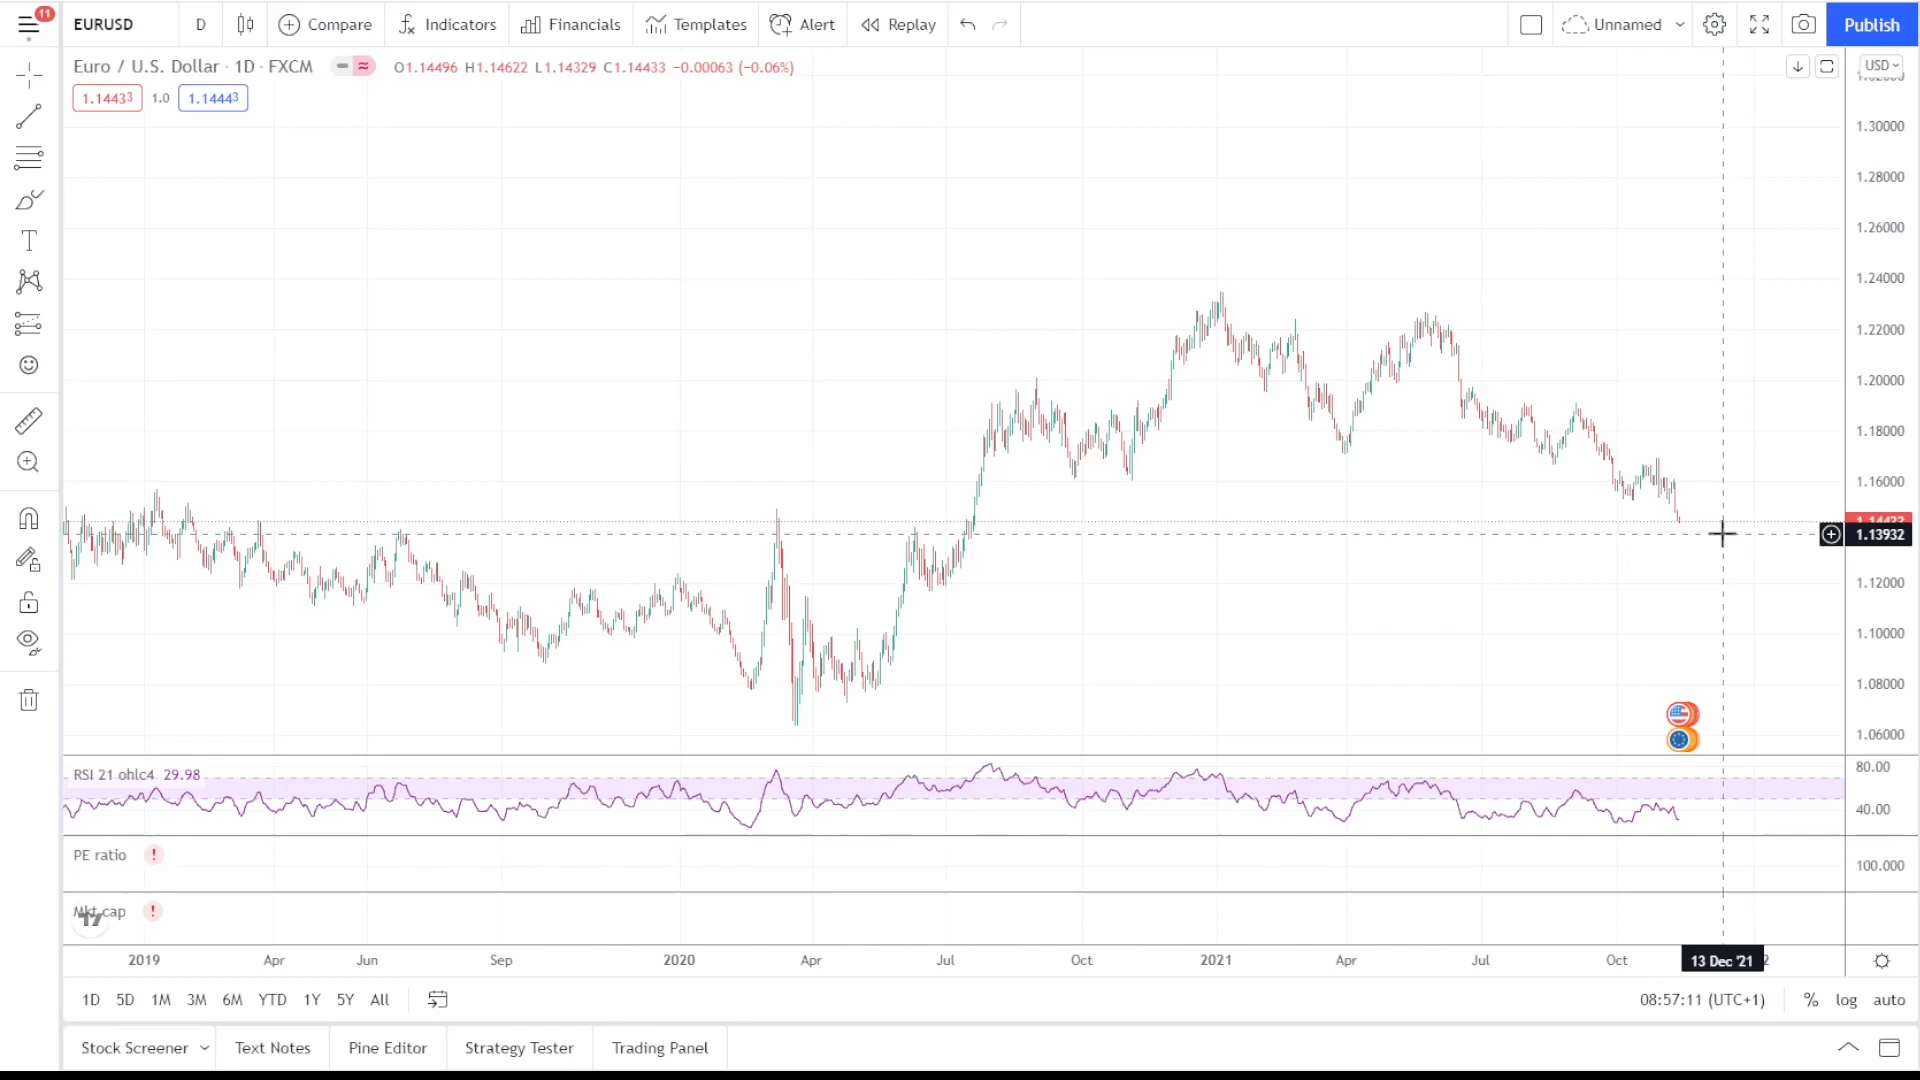 11
EURUSD D Compare Indicators Financials Templates Alert Replay Unnamed Publish
Euro / U.S. Dollar · 1D · FXCM O1.14496 H1.14622 L1.14329 C1.14433 −0.00063 (−0.06%) USD
1.14433 1.0 1.14443
1.30000
1.28000
1.26000
1.24000
1.22000
1.20000
1.18000
1.16000
1.13932
1.12000
1.10000
1.08000
1.06000
RSI 21 ohlc4 29.98
80.00
40.00
PE ratio !
100.000
Mkt cap !
2019 Apr Jun Sep 2020 Apr Jul Oct 2021 Apr Jul Oct 13 Dec '21
1D 5D 1M 3M 6M YTD 1Y 5Y All 08:57:11 (UTC+1) % log auto
Stock Screener Text Notes Pine Editor Strategy Tester Trading Panel